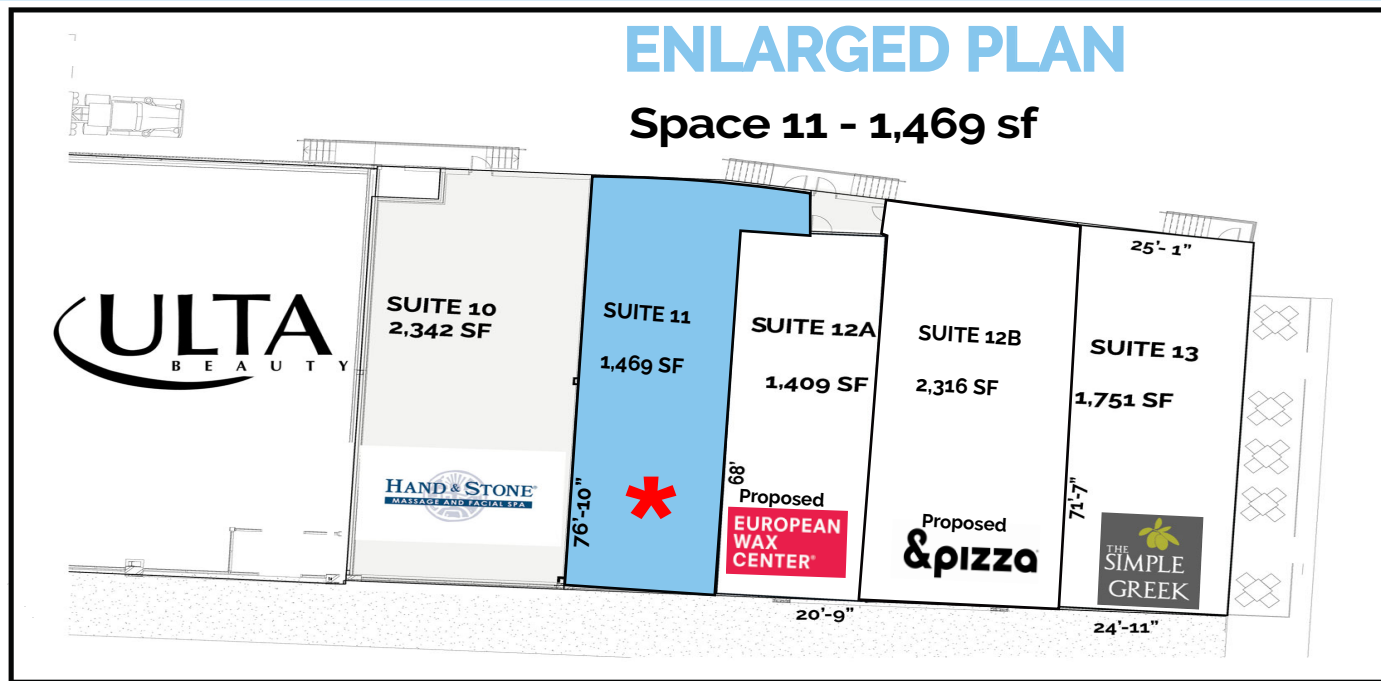 ENLARGED PLAN
Space 11 - 1,469 sf
ULTA
BEAUTY
SUITE 10
2,342 SF
HAND & STONE®
MASSAGE AND FACIAL SPA
SUITE 11
1,469 SF
76'-10"
*
SUITE 12A
1,409 SF
68'
Proposed
EUROPEAN
WAX
CENTER®
20'-9"
SUITE 12B
2,316 SF
Proposed
&pizza
25'- 1"
SUITE 13
1,751 SF
71'-7"
THE
SIMPLE
GREEK
24'-11"